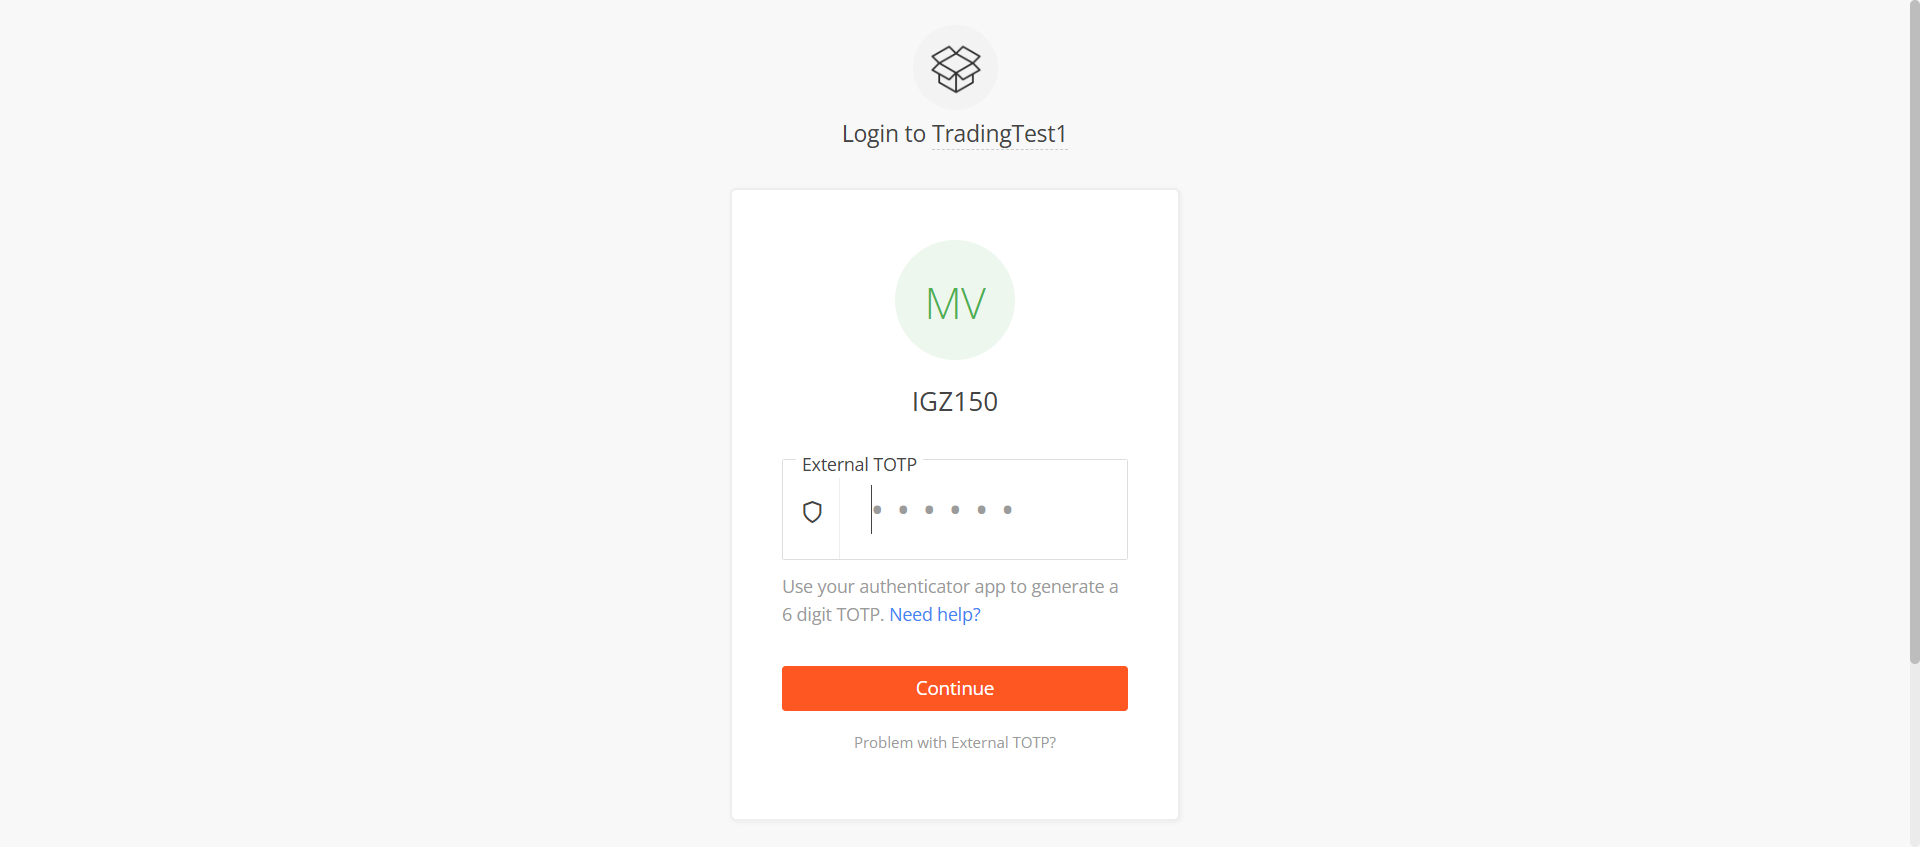 Login to TradingTest1
MV
IGZ150
External TOTP
Use your authenticator app to generate a
6 digit TOTP. Need help?
Continue
Problem with External TOTP?